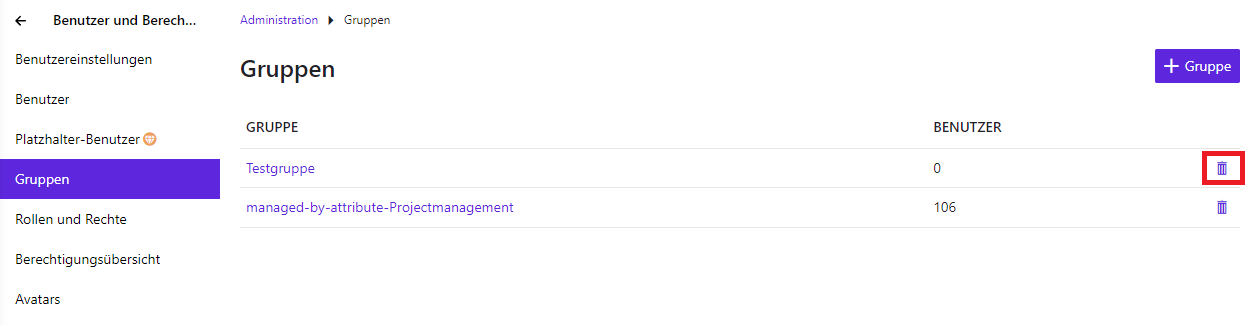 Benutzer und Berech...
Administration Gruppen
Benutzereinstellungen
Benutzer
Platzhalter-Benutzer
Gruppen
Rollen und Rechte
Berechtigungsübersicht
Avatars
Gruppen
Gruppe
GRUPPE BENUTZER
Testgruppe 0
managed-by-attribute-Projectmanagement 106